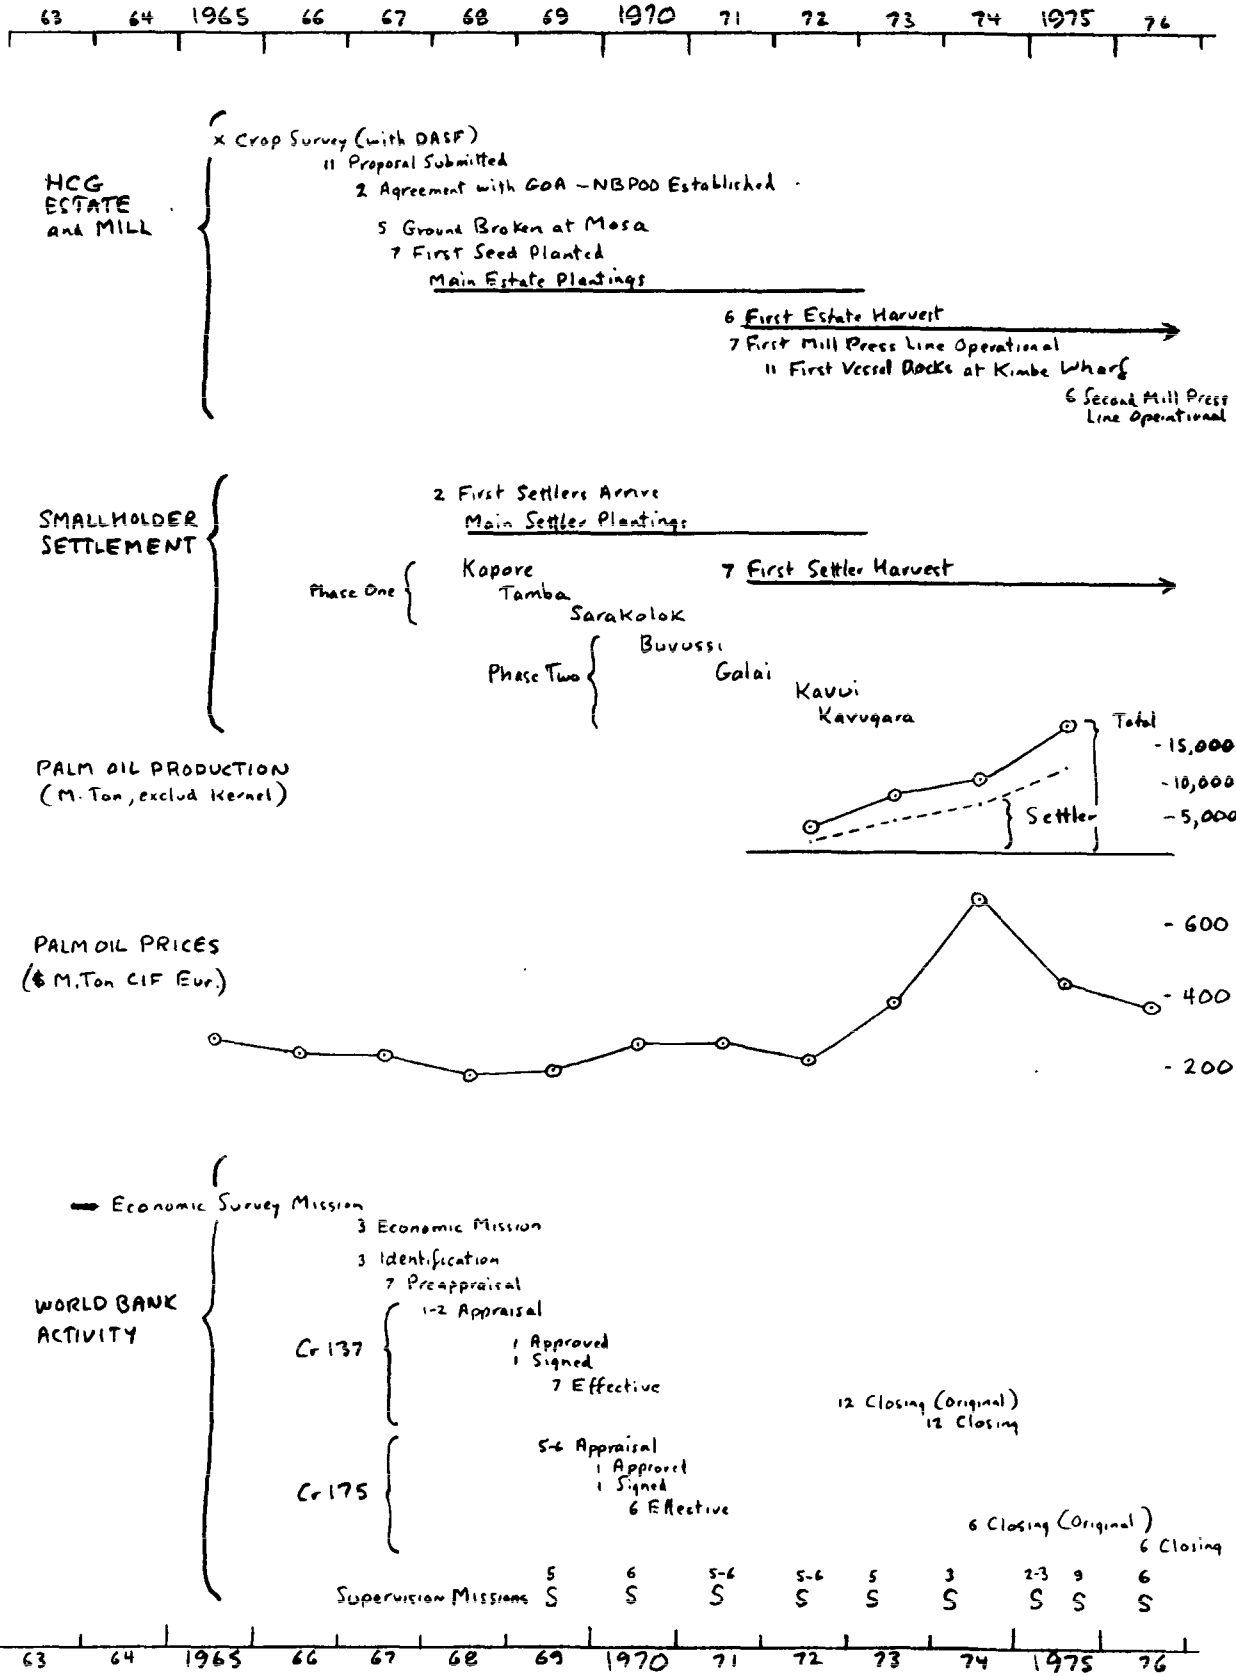 63 64 1965 66 67 68 69 1970 71 72 73 74 1975 76
HCG
ESTATE
and MILL
x Crop Survey (with DASF)
11 Proposal Submitted
2 Agreement with GOA - NBPOD Established
5 Ground Broken at Mosa
7 First Seed Planted
Main Estate Plantings
6 First Estate Harvest
7 First Mill Press Line Operational
11 First Vessel Docks at Kimbe Wharf
6 Second Mill Press
Line Operational
SMALLHOLDER
SETTLEMENT
2 First Settlers Arrive
Main Settler Plantings
7 First Settler Harvest
Phase One
Kapore
Tamba
Sarakolok
Phase Two
Buvussi
Galai
Kavui
Kavugara
PALM OIL PRODUCTION
(M. Ton, exclud Kernel)
Total
- 15,000
- 10,000
- 5,000
Settler
PALM OIL PRICES
($ M.Ton CIF Eur.)
- 600
- 400
- 200
WORLD BANK
ACTIVITY
Economic Survey Mission
3 Economic Mission
3 Identification
7 Preappraisal
Cr 137
1-2 Appraisal
1 Approved
1 Signed
7 Effective
12 Closing (Original)
12 Closing
Cr 175
5-6 Appraisal
1 Approved
1 Signed
6 Effective
6 Closing (Original)
6 Closing
5 6 5-6 5-6 5 3 2-3 9 6
Supervision Missions S S S S S S S S S
63 64 1965 66 67 68 69 1970 71 72 73 74 1975 76